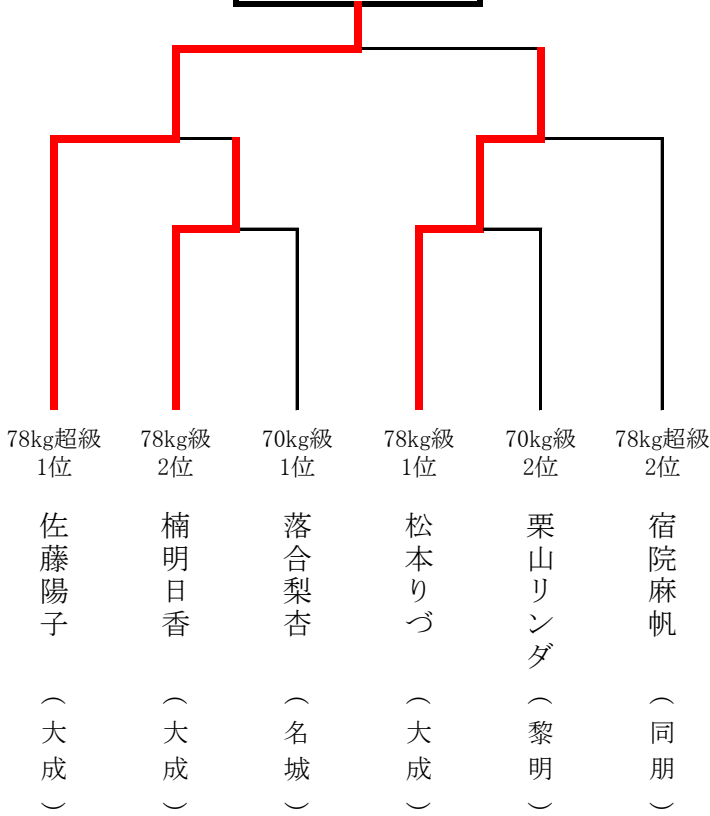 78kg超級
1位
佐藤陽子
（大成）
78kg級
2位
楠明日香
（大成）
70kg級
1位
落合梨杏
（名城）
78kg級
1位
松本りづ
（大成）
70kg級
2位
栗山リンダ
（黎明）
78kg超級
2位
宿院麻帆
（同朋）